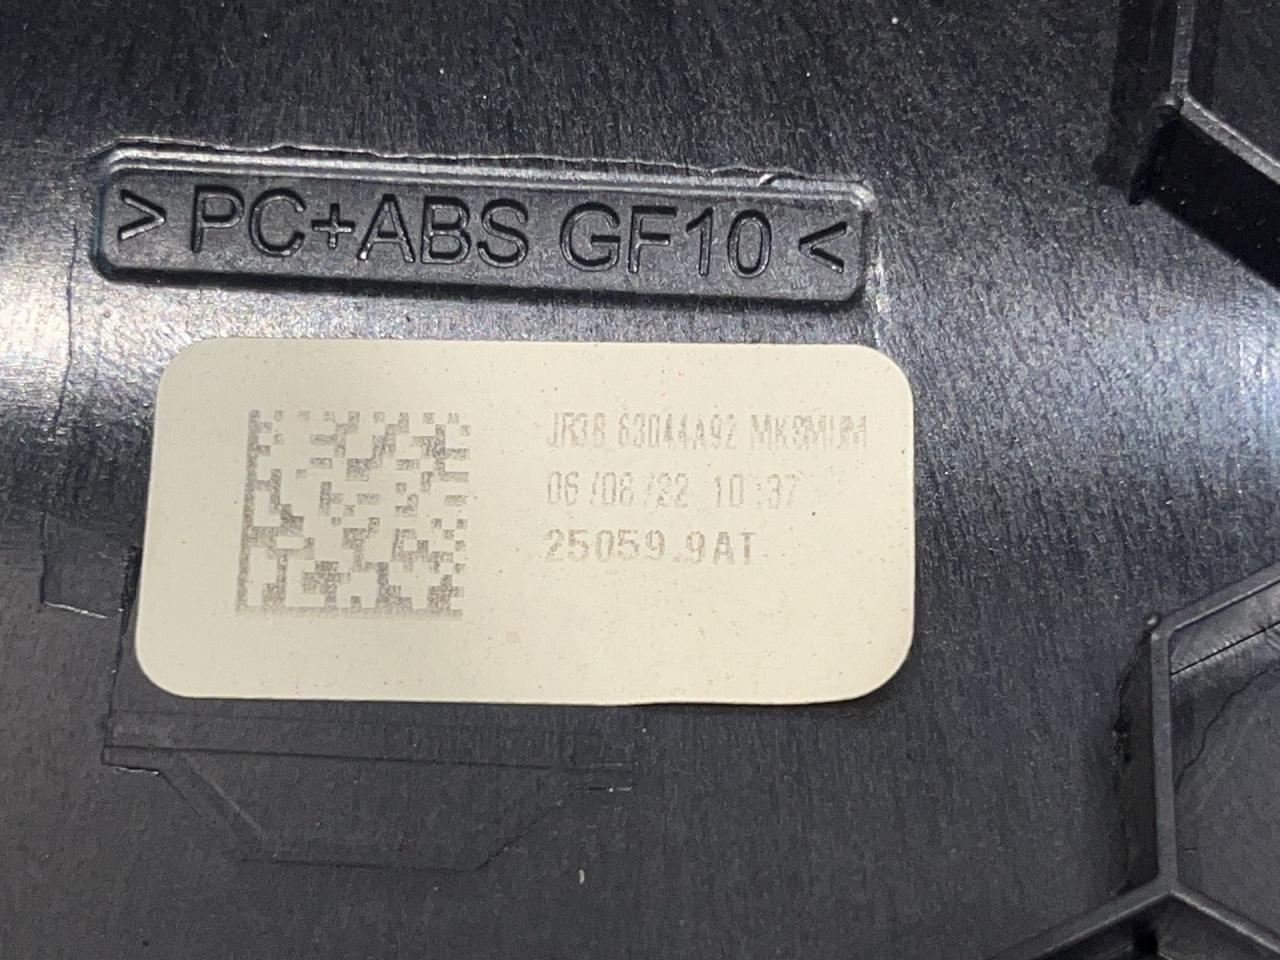 > PC+ABS GF10 <
JR3B 63044A92 MK9MUM
06/08/22 10:37
25059.9AT